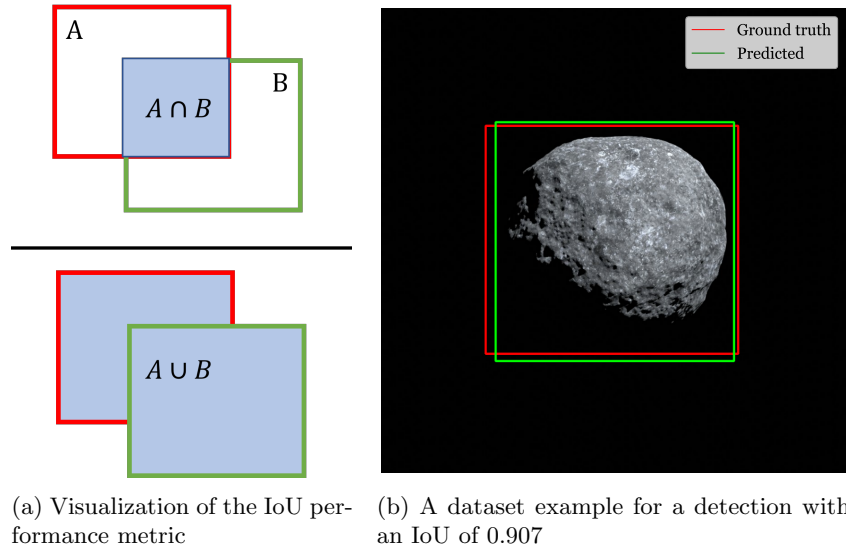 A
B
A ∩ B
A ∪ B
Ground truth
Predicted
(a) Visualization of the IoU per-
formance metric
(b) A dataset example for a detection with
an IoU of 0.907